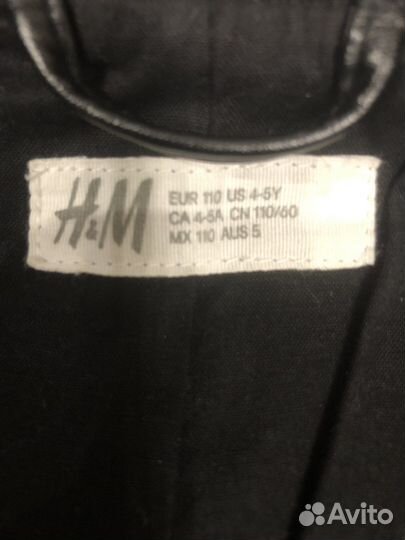 H&M
EUR 110 US 4-5Y
CA 4-5A CN 110/60
MX 110 AUS 5
Avito